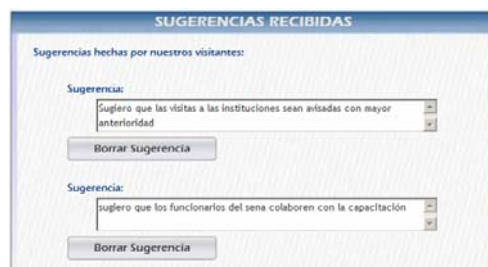 SUGERENCIAS RECIBIDAS
Sugerencias hechas por nuestros visitantes:
Sugerencia:
Sugiero que las visitas a las instituciones sean avisadas con mayor
anterioridad
Borrar Sugerencia
Sugerencia:
sugiero que los funcionarios del sena colaboren con la capacitación
Borrar Sugerencia